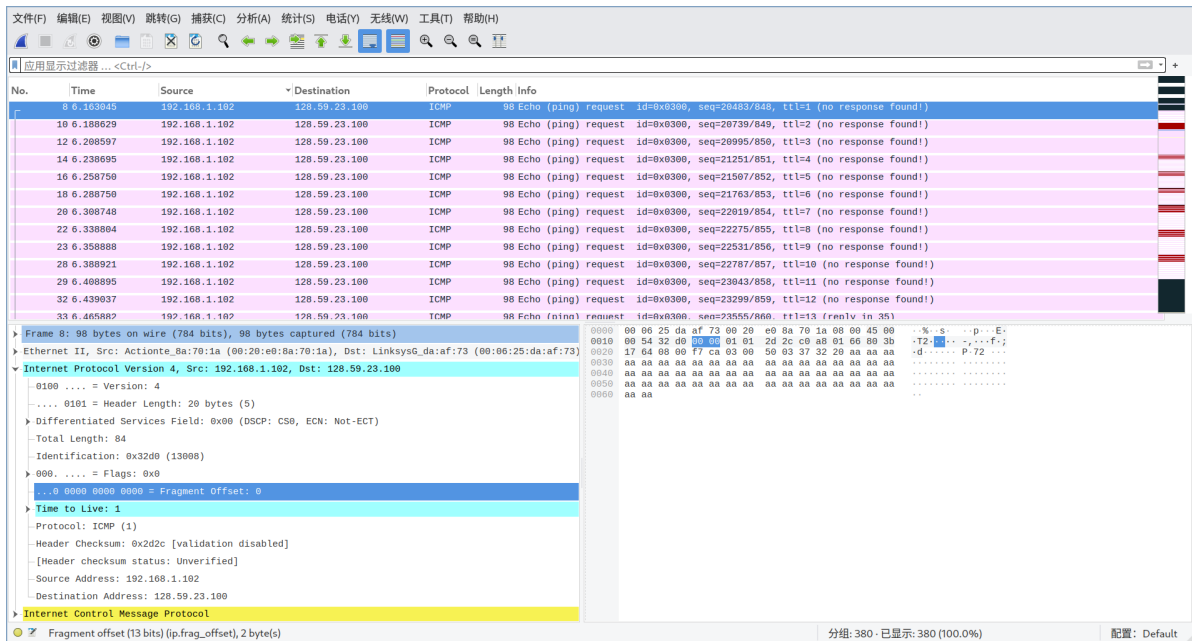 文件(F) 编辑(E) 视图(V) 跳转(G) 捕获(C) 分析(A) 统计(S) 电话(Y) 无线(W) 工具(T) 帮助(H)
应用显示过滤器 … <Ctrl-/>
No. Time Source Destination Protocol Length Info
8 6.163045 192.168.1.102 128.59.23.100 ICMP 98 Echo (ping) request id=0x0300, seq=20483/848, ttl=1 (no response found!)
10 6.188629 192.168.1.102 128.59.23.100 ICMP 98 Echo (ping) request id=0x0300, seq=20739/849, ttl=2 (no response found!)
12 6.208597 192.168.1.102 128.59.23.100 ICMP 98 Echo (ping) request id=0x0300, seq=20995/850, ttl=3 (no response found!)
14 6.238695 192.168.1.102 128.59.23.100 ICMP 98 Echo (ping) request id=0x0300, seq=21251/851, ttl=4 (no response found!)
16 6.258750 192.168.1.102 128.59.23.100 ICMP 98 Echo (ping) request id=0x0300, seq=21507/852, ttl=5 (no response found!)
18 6.288750 192.168.1.102 128.59.23.100 ICMP 98 Echo (ping) request id=0x0300, seq=21763/853, ttl=6 (no response found!)
20 6.308748 192.168.1.102 128.59.23.100 ICMP 98 Echo (ping) request id=0x0300, seq=22019/854, ttl=7 (no response found!)
22 6.338804 192.168.1.102 128.59.23.100 ICMP 98 Echo (ping) request id=0x0300, seq=22275/855, ttl=8 (no response found!)
23 6.358888 192.168.1.102 128.59.23.100 ICMP 98 Echo (ping) request id=0x0300, seq=22531/856, ttl=9 (no response found!)
28 6.388921 192.168.1.102 128.59.23.100 ICMP 98 Echo (ping) request id=0x0300, seq=22787/857, ttl=10 (no response found!)
29 6.408895 192.168.1.102 128.59.23.100 ICMP 98 Echo (ping) request id=0x0300, seq=23043/858, ttl=11 (no response found!)
32 6.439037 192.168.1.102 128.59.23.100 ICMP 98 Echo (ping) request id=0x0300, seq=23299/859, ttl=12 (no response found!)
33 6.465882 192.168.1.102 128.59.23.100 ICMP 98 Echo (ping) request id=0x0300, seq=23555/860, ttl=13 (reply in 35)
Frame 8: 98 bytes on wire (784 bits), 98 bytes captured (784 bits)
Ethernet II, Src: Actionte_8a:70:1a (00:20:e0:8a:70:1a), Dst: LinksysG_da:af:73 (00:06:25:da:af:73)
Internet Protocol Version 4, Src: 192.168.1.102, Dst: 128.59.23.100
0100 .... = Version: 4
.... 0101 = Header Length: 20 bytes (5)
Differentiated Services Field: 0x00 (DSCP: CS0, ECN: Not-ECT)
Total Length: 84
Identification: 0x32d0 (13008)
000. .... = Flags: 0x0
...0 0000 0000 0000 = Fragment Offset: 0
Time to Live: 1
Protocol: ICMP (1)
Header Checksum: 0x2d2c [validation disabled]
[Header checksum status: Unverified]
Source Address: 192.168.1.102
Destination Address: 128.59.23.100
Internet Control Message Protocol
0000 00 06 25 da af 73 00 20 e0 8a 70 1a 08 00 45 00 ··%··s· ··p···E·
0010 00 54 32 d0 00 00 01 01 2d 2c c0 a8 01 66 80 3b ·T2····· -,···f·;
0020 17 64 08 00 f7 ca 03 00 50 03 37 32 20 aa aa aa ·d······ P·72 ···
0030 aa aa aa aa aa aa aa aa aa aa aa aa aa aa aa aa ········ ········
0040 aa aa aa aa aa aa aa aa aa aa aa aa aa aa aa aa ········ ········
0050 aa aa aa aa aa aa aa aa aa aa aa aa aa aa aa aa ········ ········
0060 aa aa ··
Fragment offset (13 bits) (ip.frag_offset), 2 byte(s) 分组: 380 · 已显示: 380 (100.0%) 配置: Default